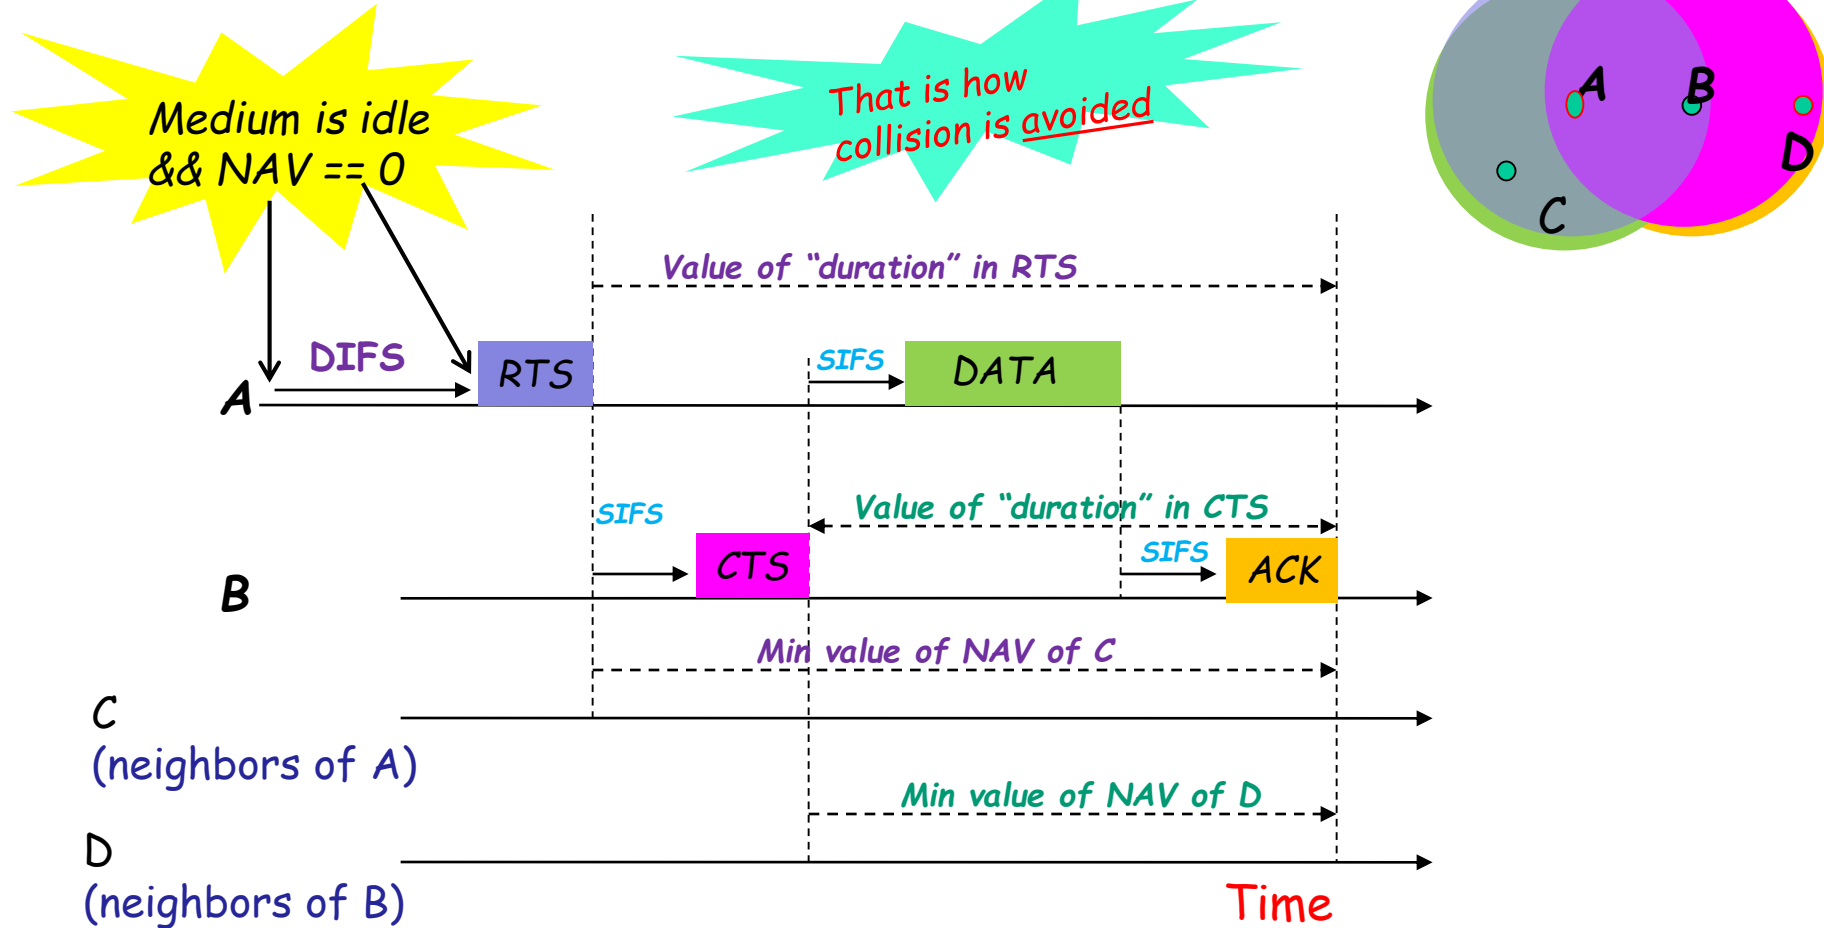 Medium is idle
&& NAV == 0
That is how
collision is avoided
A
B
D
C
Value of “duration” in RTS
DIFS
RTS
SIFS
DATA
A
SIFS
Value of “duration” in CTS
CTS
SIFS
ACK
B
Min value of NAV of C
C
(neighbors of A)
Min value of NAV of D
D
(neighbors of B)
Time